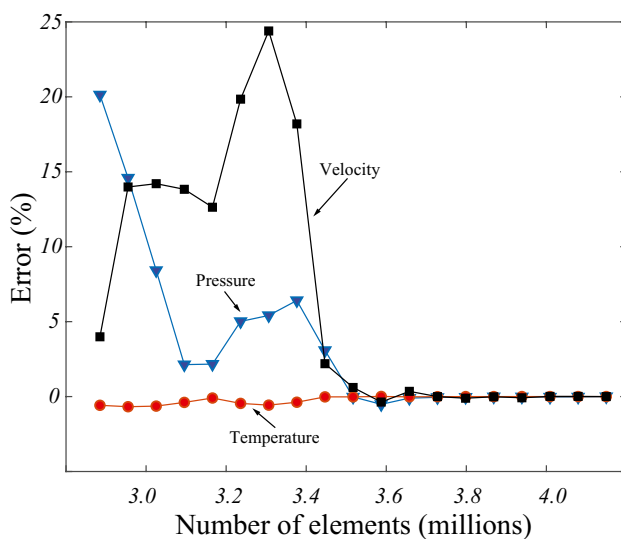 25
20
15
10
5
0
Error (%)
Velocity
Pressure
Temperature
3.0 3.2 3.4 3.6 3.8 4.0
Number of elements (millions)